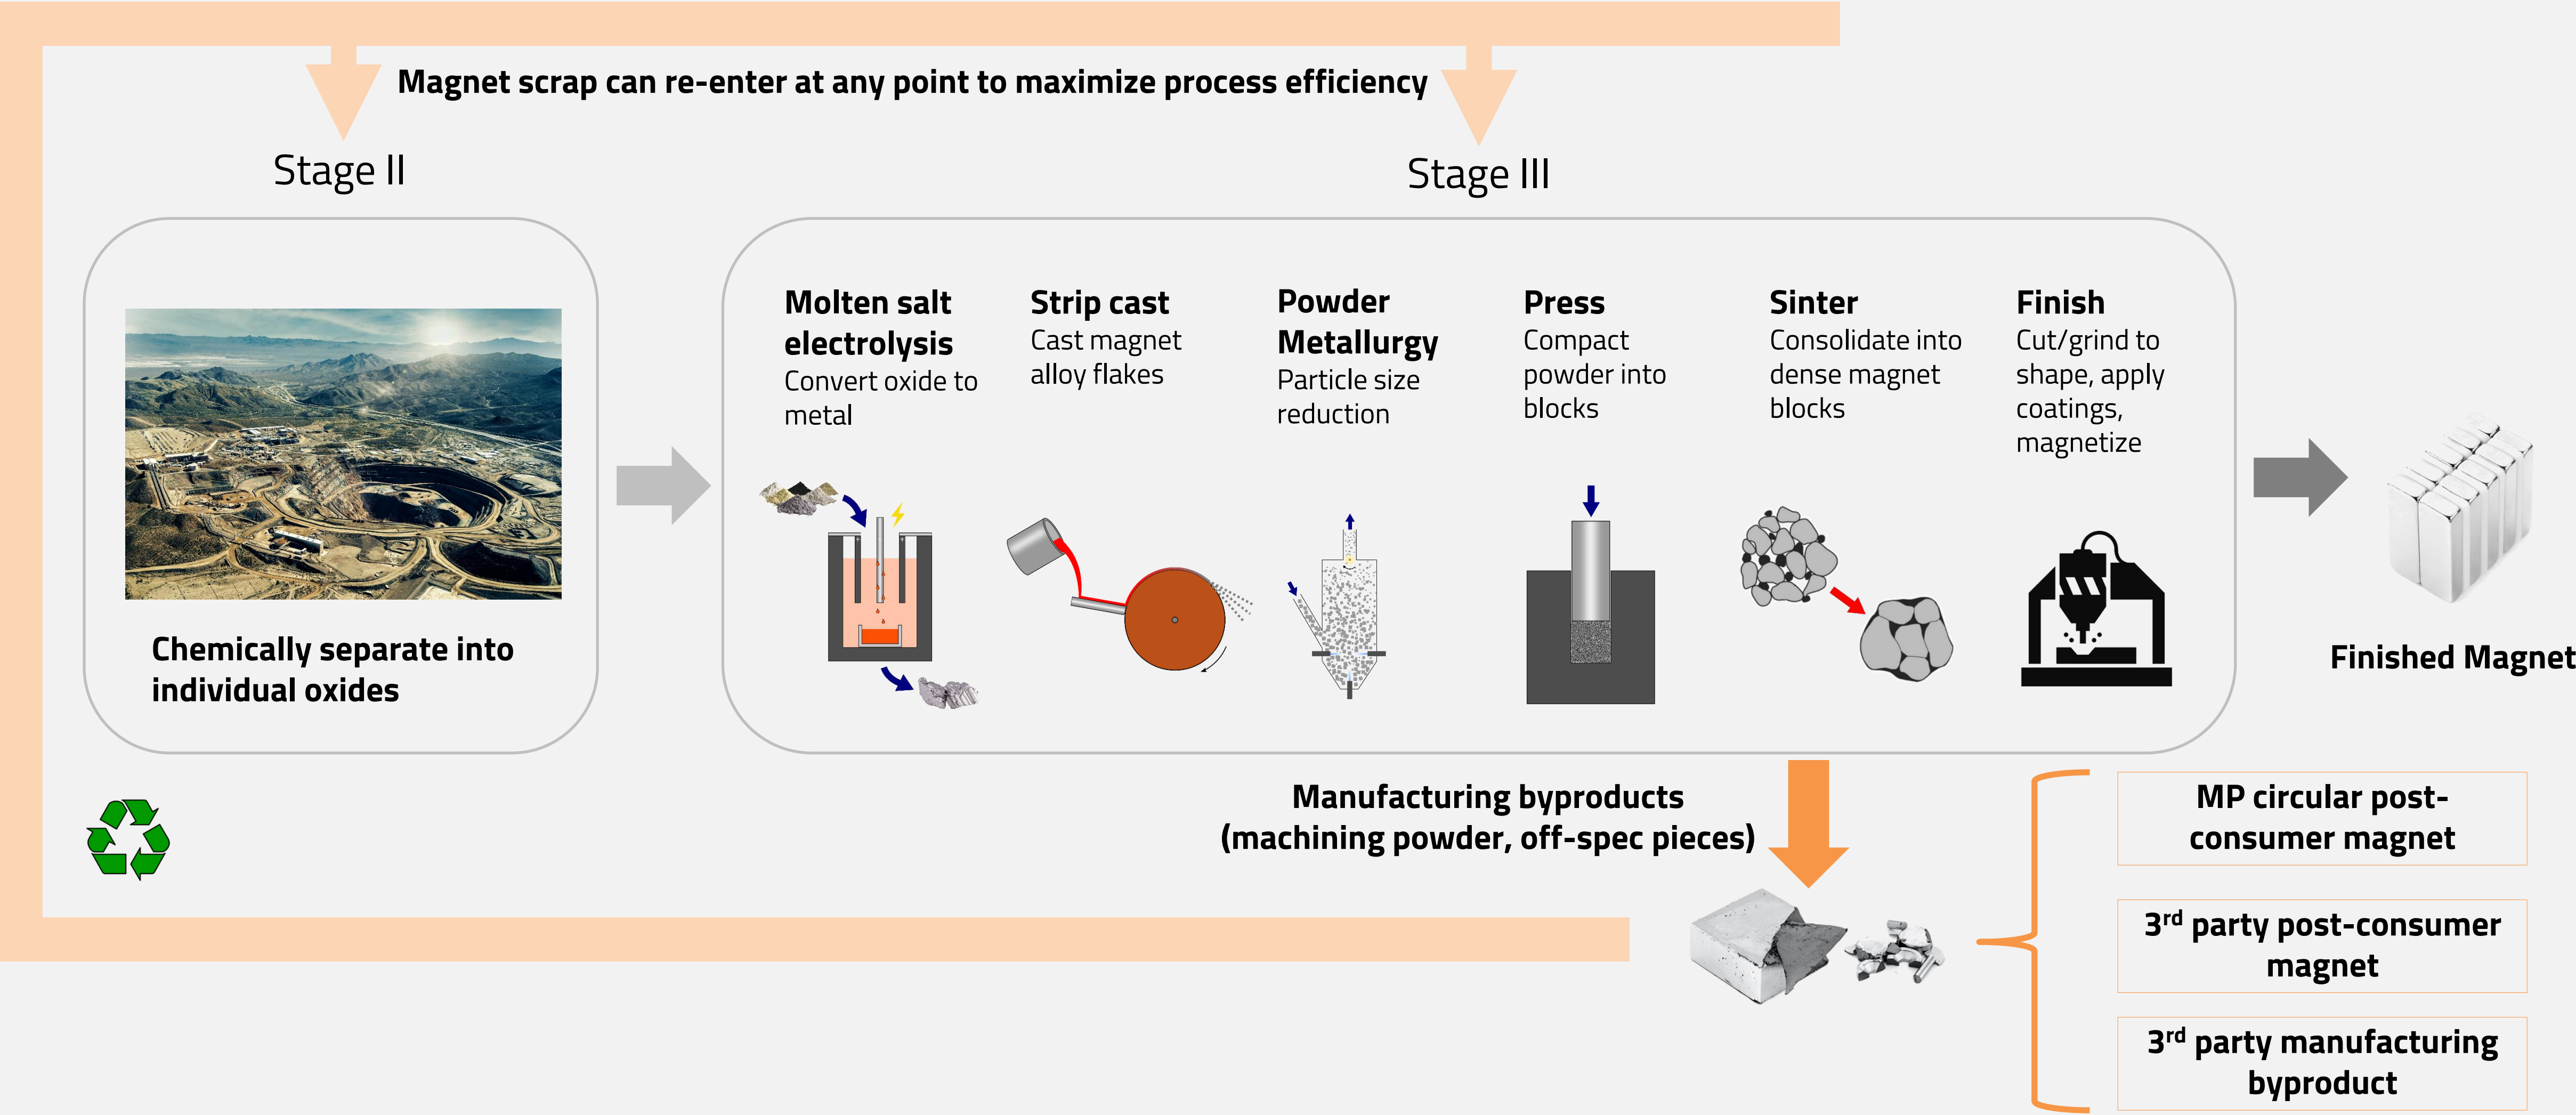 Magnet scrap can re-enter at any point to maximize process efficiency
Stage II
Stage III
Chemically separate into
individual oxides
Molten salt
electrolysis
Convert oxide to
metal
Strip cast
Cast magnet
alloy flakes
Powder
Metallurgy
Particle size
reduction
Press
Compact
powder into
blocks
Sinter
Consolidate into
dense magnet
blocks
Finish
Cut/grind to
shape, apply
coatings,
magnetize
Finished Magnet
Manufacturing byproducts
(machining powder, off-spec pieces)
MP circular post-
consumer magnet
3rd party post-consumer
magnet
3rd party manufacturing
byproduct